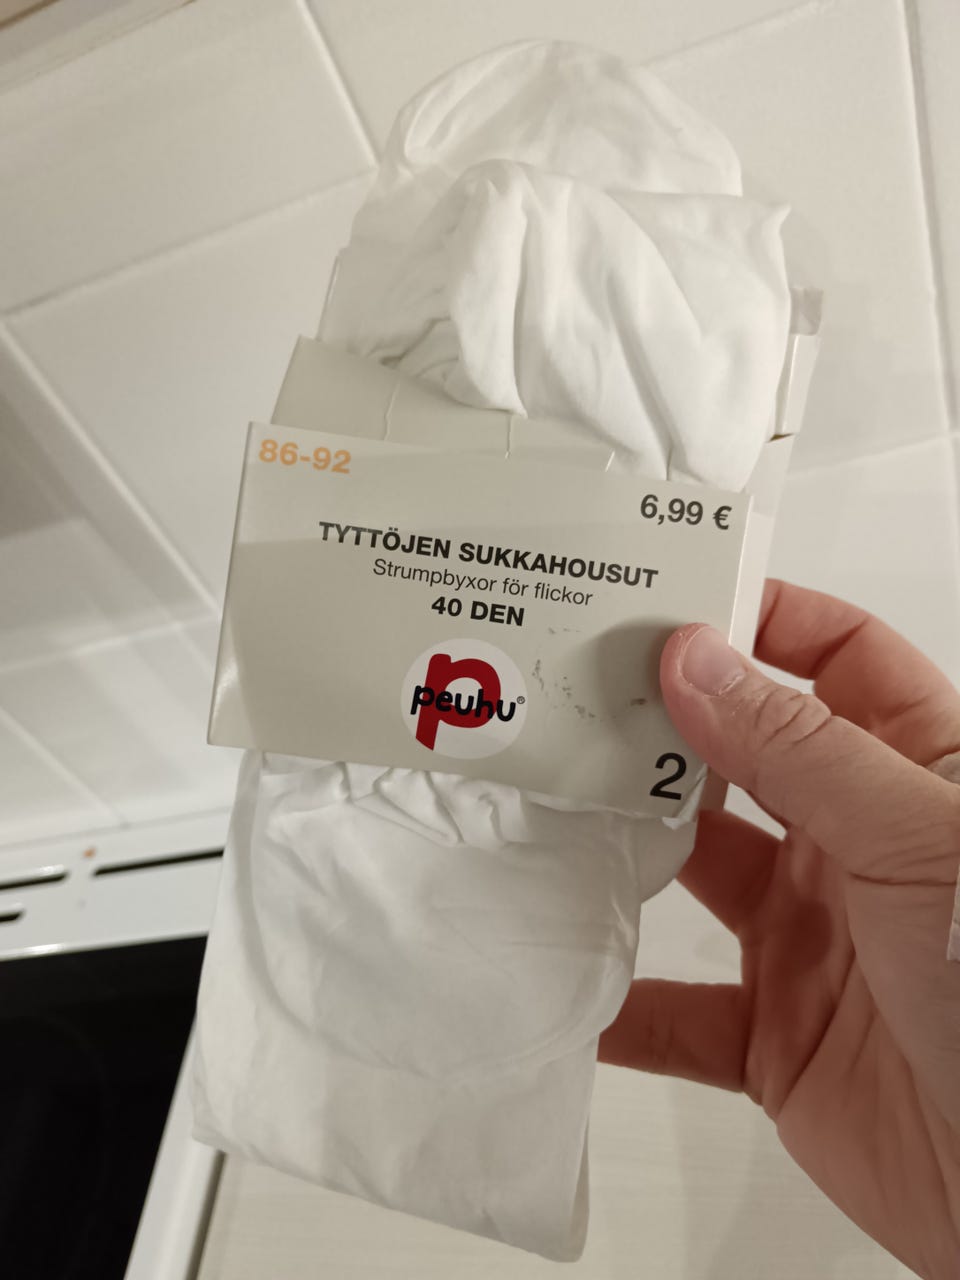 86-92
6,99 €
TYTTÖJEN SUKKAHOUSUT
Strumpbyxor för flickor
40 DEN
peuhu®
2